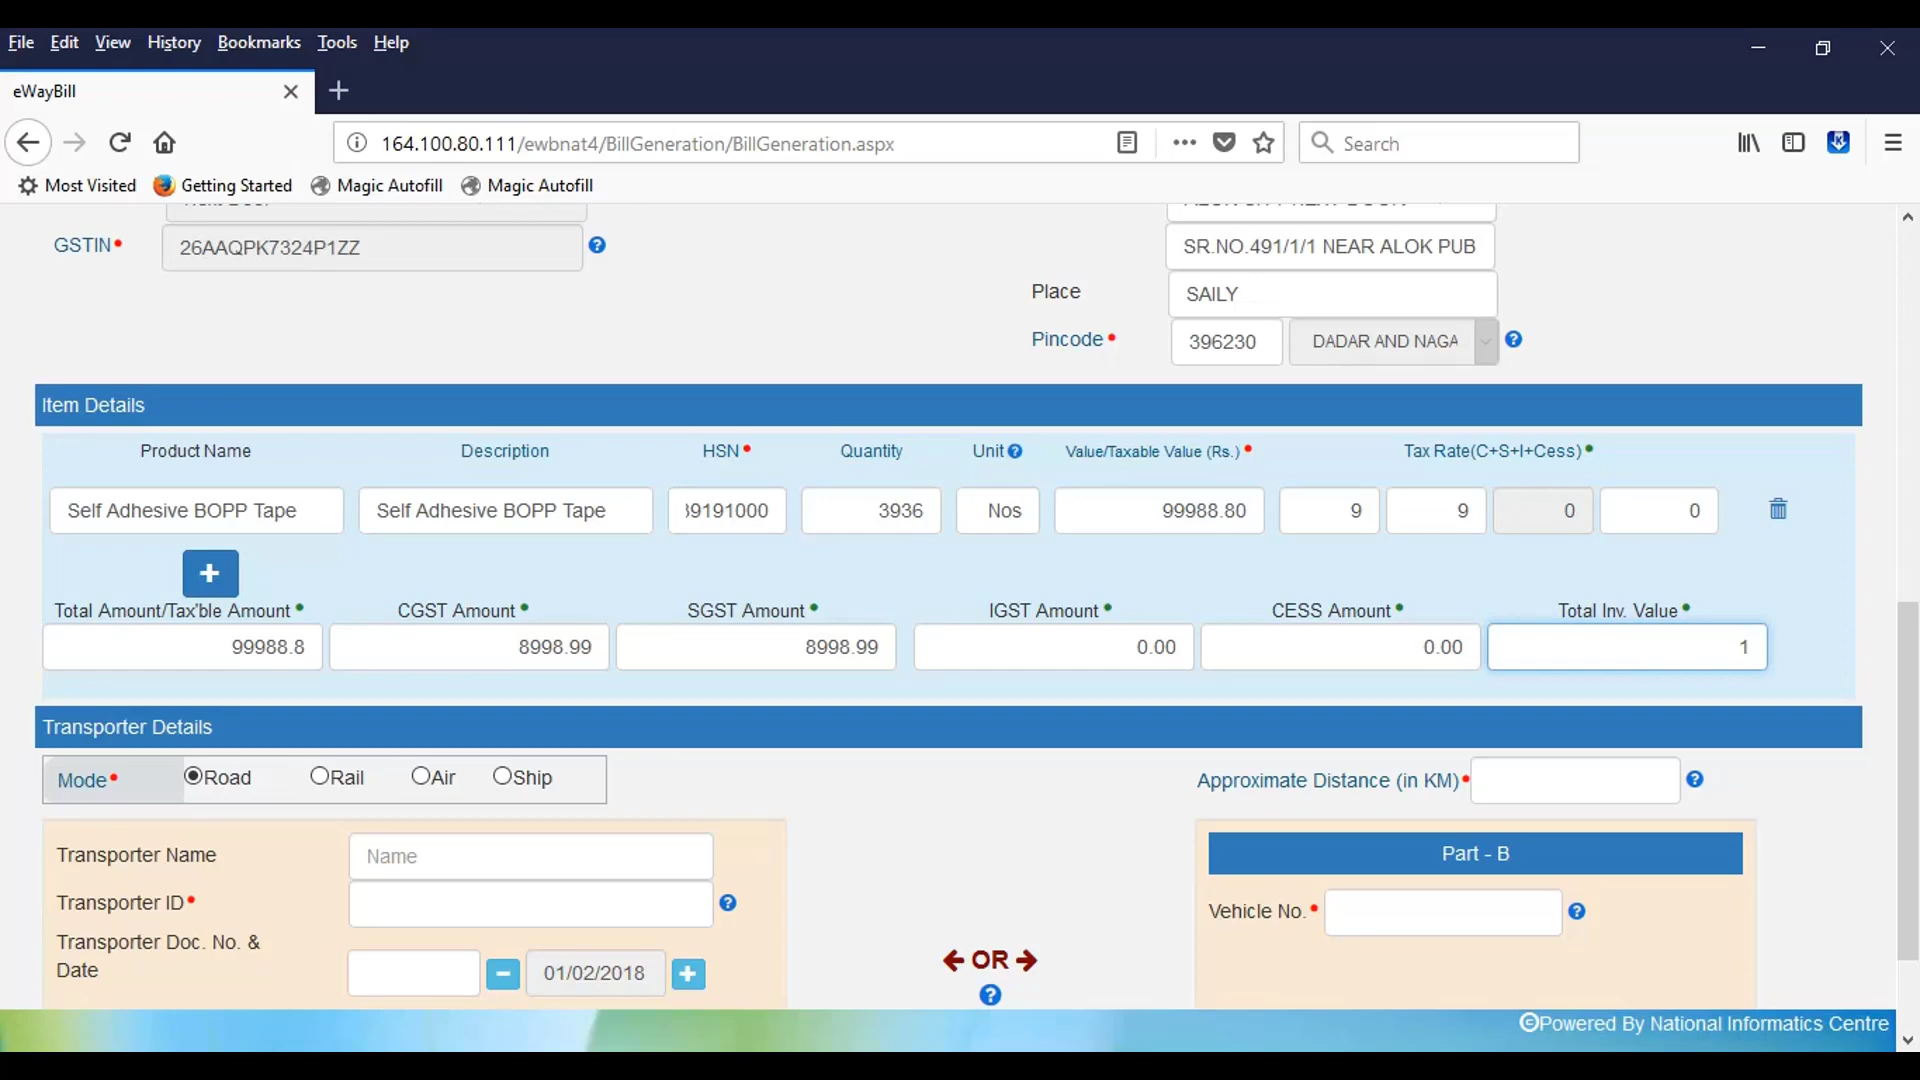 File Edit View History Bookmarks Tools Help
eWayBill
164.100.80.111/ewbnat4/BillGeneration/BillGeneration.aspx
Search
Most Visited Getting Started Magic Autofill Magic Autofill
GSTIN 26AAQPK7324P1ZZ
SR.NO.491/1/1 NEAR ALOK PUB
Place SAILY
Pincode 396230 DADAR AND NAGA
Item Details
Product Name Description HSN Quantity Unit Value/Taxable Value (Rs.) Tax Rate(C+S+I+Cess)
Self Adhesive BOPP Tape Self Adhesive BOPP Tape 39191000 3936 Nos 99988.80 9 9 0 0
+
Total Amount/Tax'ble Amount CGST Amount SGST Amount IGST Amount CESS Amount Total Inv. Value
99988.8 8998.99 8998.99 0.00 0.00 1
Transporter Details
Mode Road Rail Air Ship Approximate Distance (in KM)
Transporter Name Name
Part - B
Transporter ID
Vehicle No.
Transporter Doc. No. &
Date 01/02/2018
OR
©Powered By National Informatics Centre